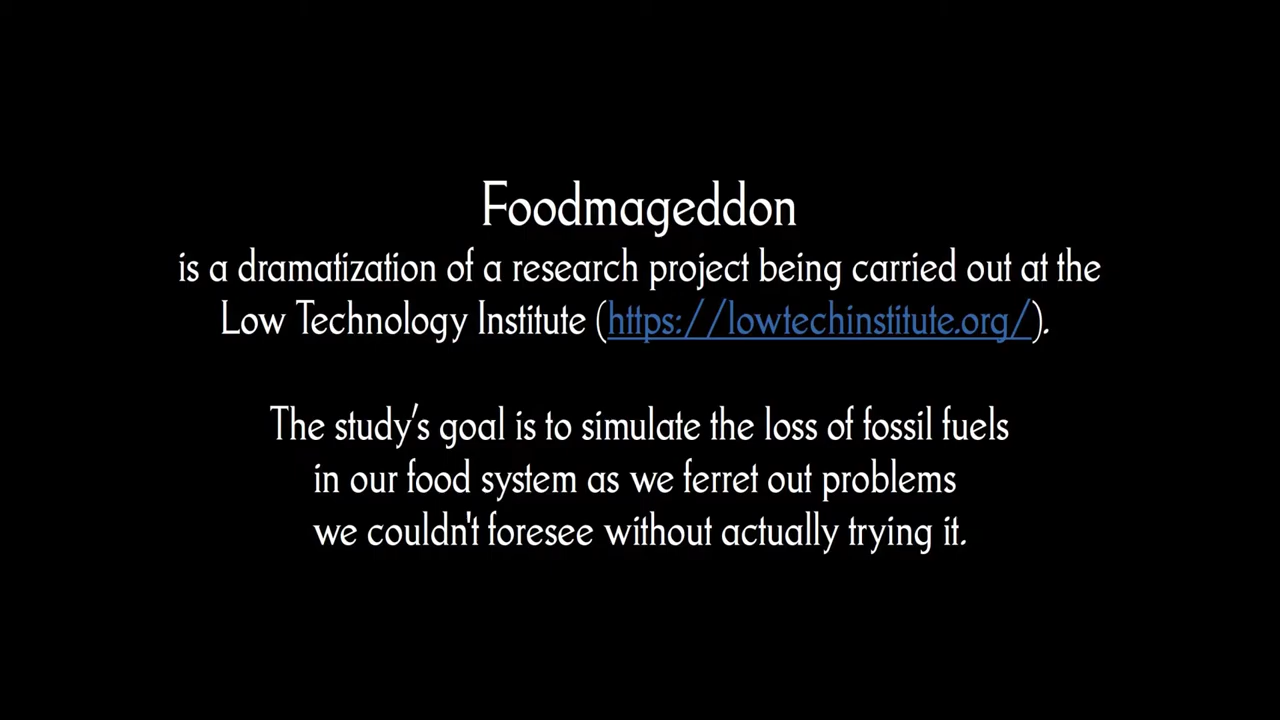 Foodmageddon
is a dramatization of a research project being carried out at the
Low Technology Institute (https://lowtechinstitute.org/).
The study's goal is to simulate the loss of fossil fuels
in our food system as we ferret out problems
we couldn't foresee without actually trying it.